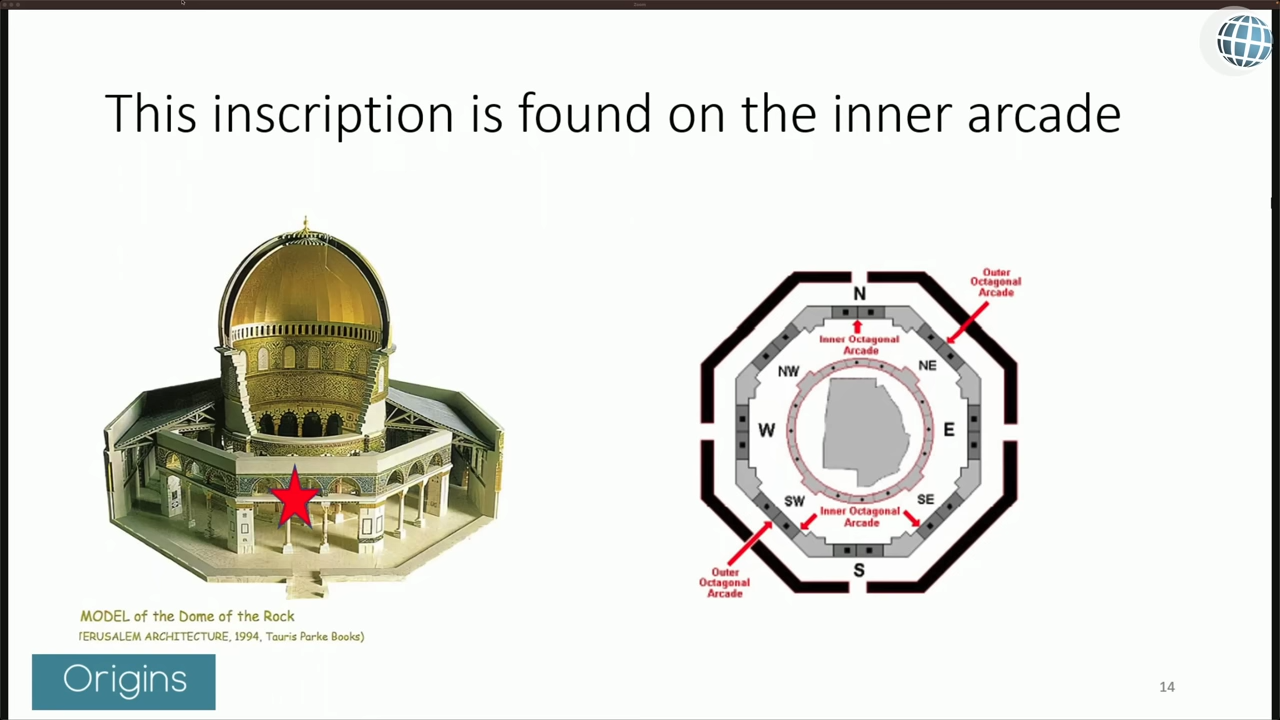 This inscription is found on the inner arcade
Outer
Octagonal
Arcade
N
Inner Octagonal
Arcade
NW
NE
W
E
SW
SE
Inner Octagonal
Arcade
S
Outer
Octagonal
Arcade
MODEL of the Dome of the Rock
ERUSALEM ARCHITECTURE, 1994, Tauris Parke Books)
Origins
14